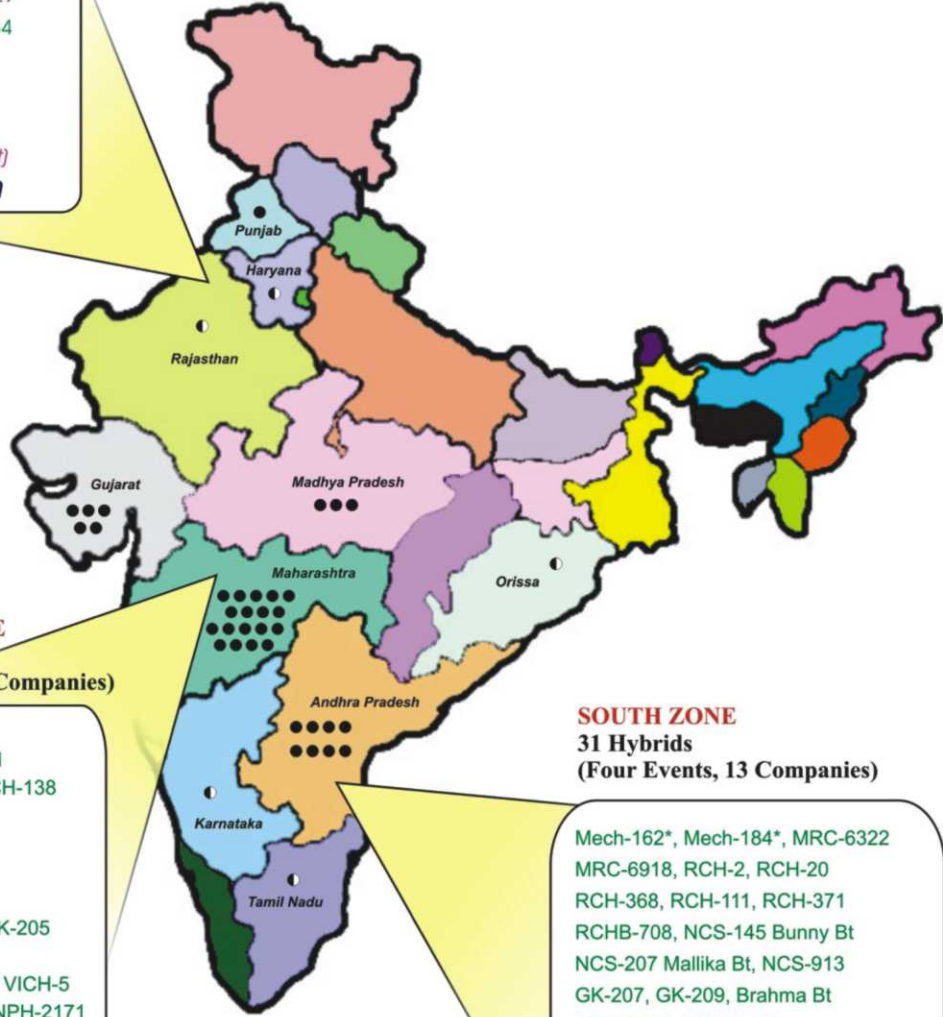 4
t)
Punjab
Haryana
Rajasthan
Gujarat
Madhya Pradesh
Maharashtra
Orissa
E
Companies)
Andhra Pradesh
Karnataka
Tamil Nadu
H-138
K-205
VICH-5
NPH-2171
SOUTH ZONE
31 Hybrids
(Four Events, 13 Companies)
Mech-162*, Mech-184*, MRC-6322
MRC-6918, RCH-2, RCH-20
RCH-368, RCH-111, RCH-371
RCHB-708, NCS-145 Bunny Bt
NCS-207 Mallika Bt, NCS-913
GK-207, GK-209, Brahma Bt